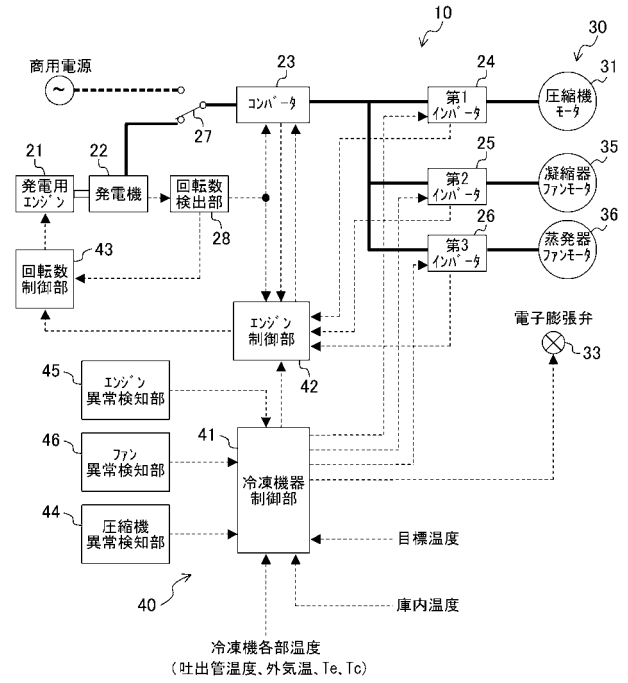 10
30
商用電源
~
23
コンバータ
24
第1
インバータ
31
圧縮機
モータ
27
21
発電用
エンジン
22
発電機
回転数
検出部
28
25
第2
インバータ
35
凝縮器
ファンモータ
26
第3
インバータ
36
蒸発器
ファンモータ
43
回転数
制御部
エンジン
制御部
42
電子膨張弁
33
45
エンジン
異常検知部
46
ファン
異常検知部
44
圧縮機
異常検知部
41
冷凍機器
制御部
目標温度
40
庫内温度
冷凍機各部温度
(吐出管温度、外気温、Te、Tc)